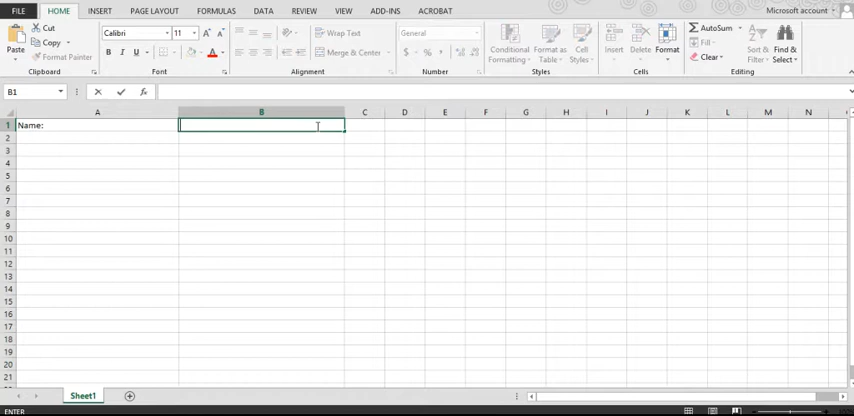 FILE HOME INSERT PAGE LAYOUT FORMULAS DATA REVIEW VIEW ADD-INS ACROBAT Microsoft account
Paste
Cut
Copy
Format Painter
Clipboard
Calibri 11
B I U
Font
Wrap Text
Merge & Center
Alignment
General
$ % ,
Number
Conditional Formatting
Format as Table
Cell Styles
Styles
Insert Delete Format
Cells
AutoSum
Fill
Clear
Sort & Filter
Find & Select
Editing
B1 fx
A B C D E F G H I J K L M N
1 Name:
2
3
4
5
6
7
8
9
10
11
12
13
14
15
16
17
18
19
20
21
Sheet1
ENTER